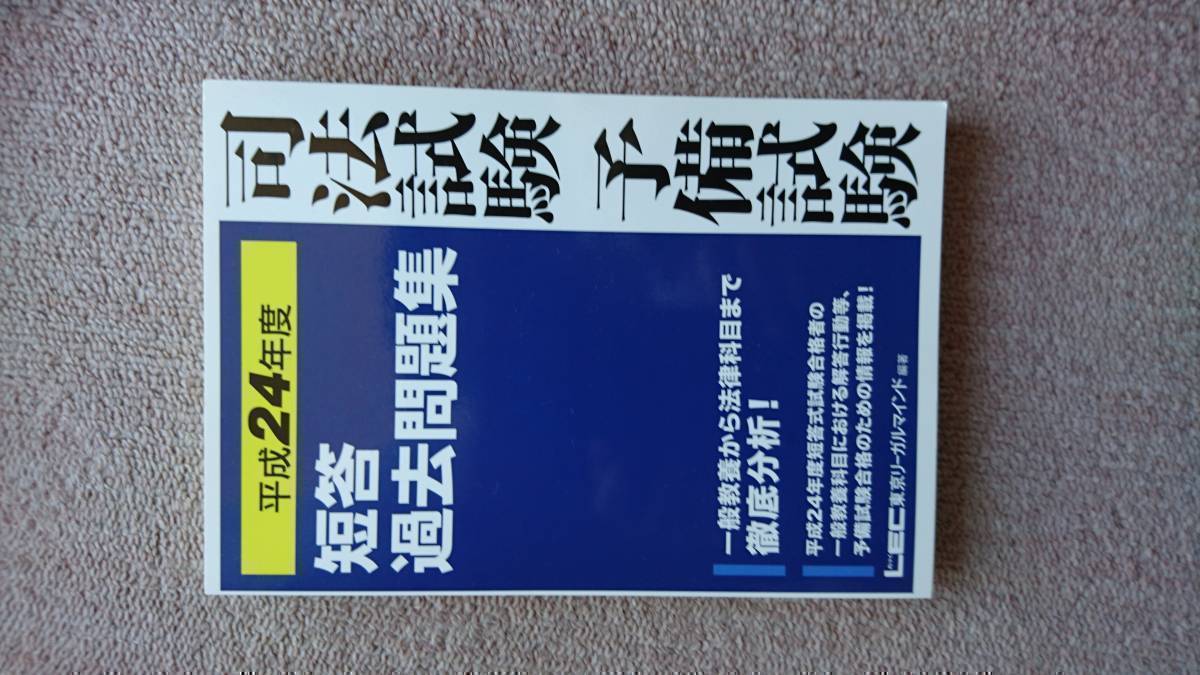 司法試験 予備試験
平成24年度
短答
過去問題集
一般教養から法律科目まで
徹底分析!
平成24年度短答式試験合格者の
一般教養科目における解答行動等、
予備試験合格のための情報を掲載!
LEC東京リーガルマインド 編著